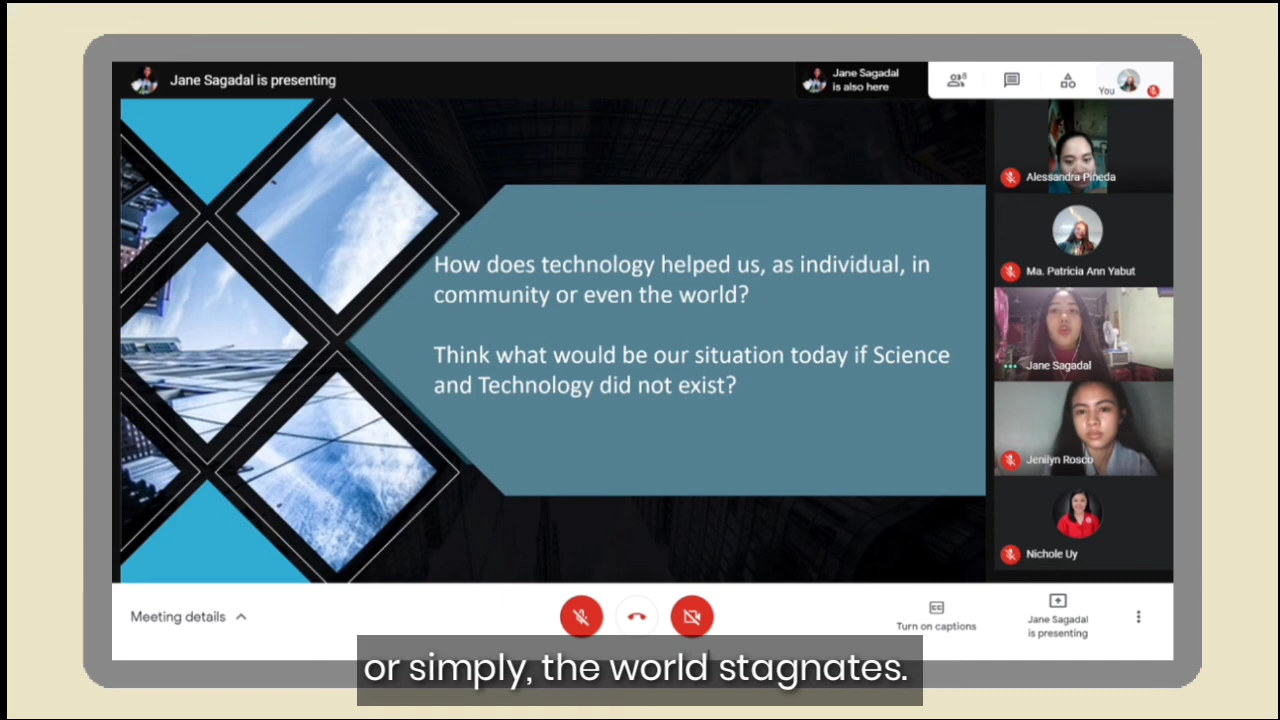 Jane Sagadal is presenting
Jane Sagadal
is also here
8
You
Alessandra Pineda
Ma. Patricia Ann Yabut
How does technology helped us, as individual, in
community or even the world?
Think what would be our situation today if Science
and Technology did not exist?
Jane Sagadal
Jenilyn Rosco
Nichole Uy
Meeting details
CC
Turn on captions
Jane Sagadal
is presenting
or simply, the world stagnates.